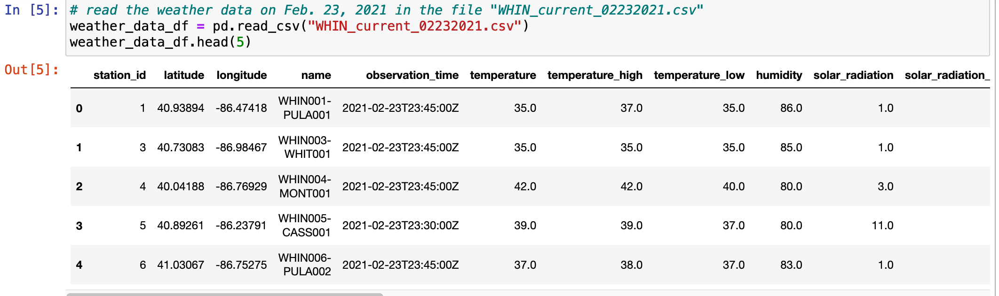 In [5]: # read the weather data on Feb. 23, 2021 in the file "WHIN_current_02232021.csv"
weather_data_df = pd.read_csv("WHIN_current_02232021.csv")
weather_data_df.head(5)
Out[5]:
station_id latitude longitude name observation_time temperature temperature_high temperature_low humidity solar_radiation solar_radiation_
0 1 40.93894 -86.47418 WHIN001-PULA001 2021-02-23T23:45:00Z 35.0 37.0 35.0 86.0 1.0
1 3 40.73083 -86.98467 WHIN003-WHIT001 2021-02-23T23:45:00Z 35.0 35.0 35.0 85.0 1.0
2 4 40.04188 -86.76929 WHIN004-MONT001 2021-02-23T23:45:00Z 42.0 42.0 40.0 80.0 3.0
3 5 40.89261 -86.23791 WHIN005-CASS001 2021-02-23T23:30:00Z 39.0 39.0 37.0 80.0 11.0
4 6 41.03067 -86.75275 WHIN006-PULA002 2021-02-23T23:45:00Z 37.0 38.0 37.0 83.0 1.0